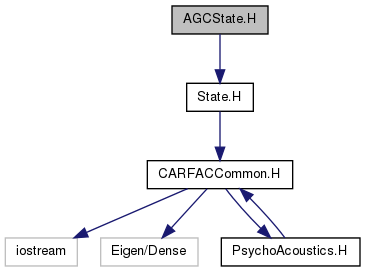 AGCState.H
State.H
CARFACCommon.H
iostream
Eigen/Dense
PsychoAcoustics.H